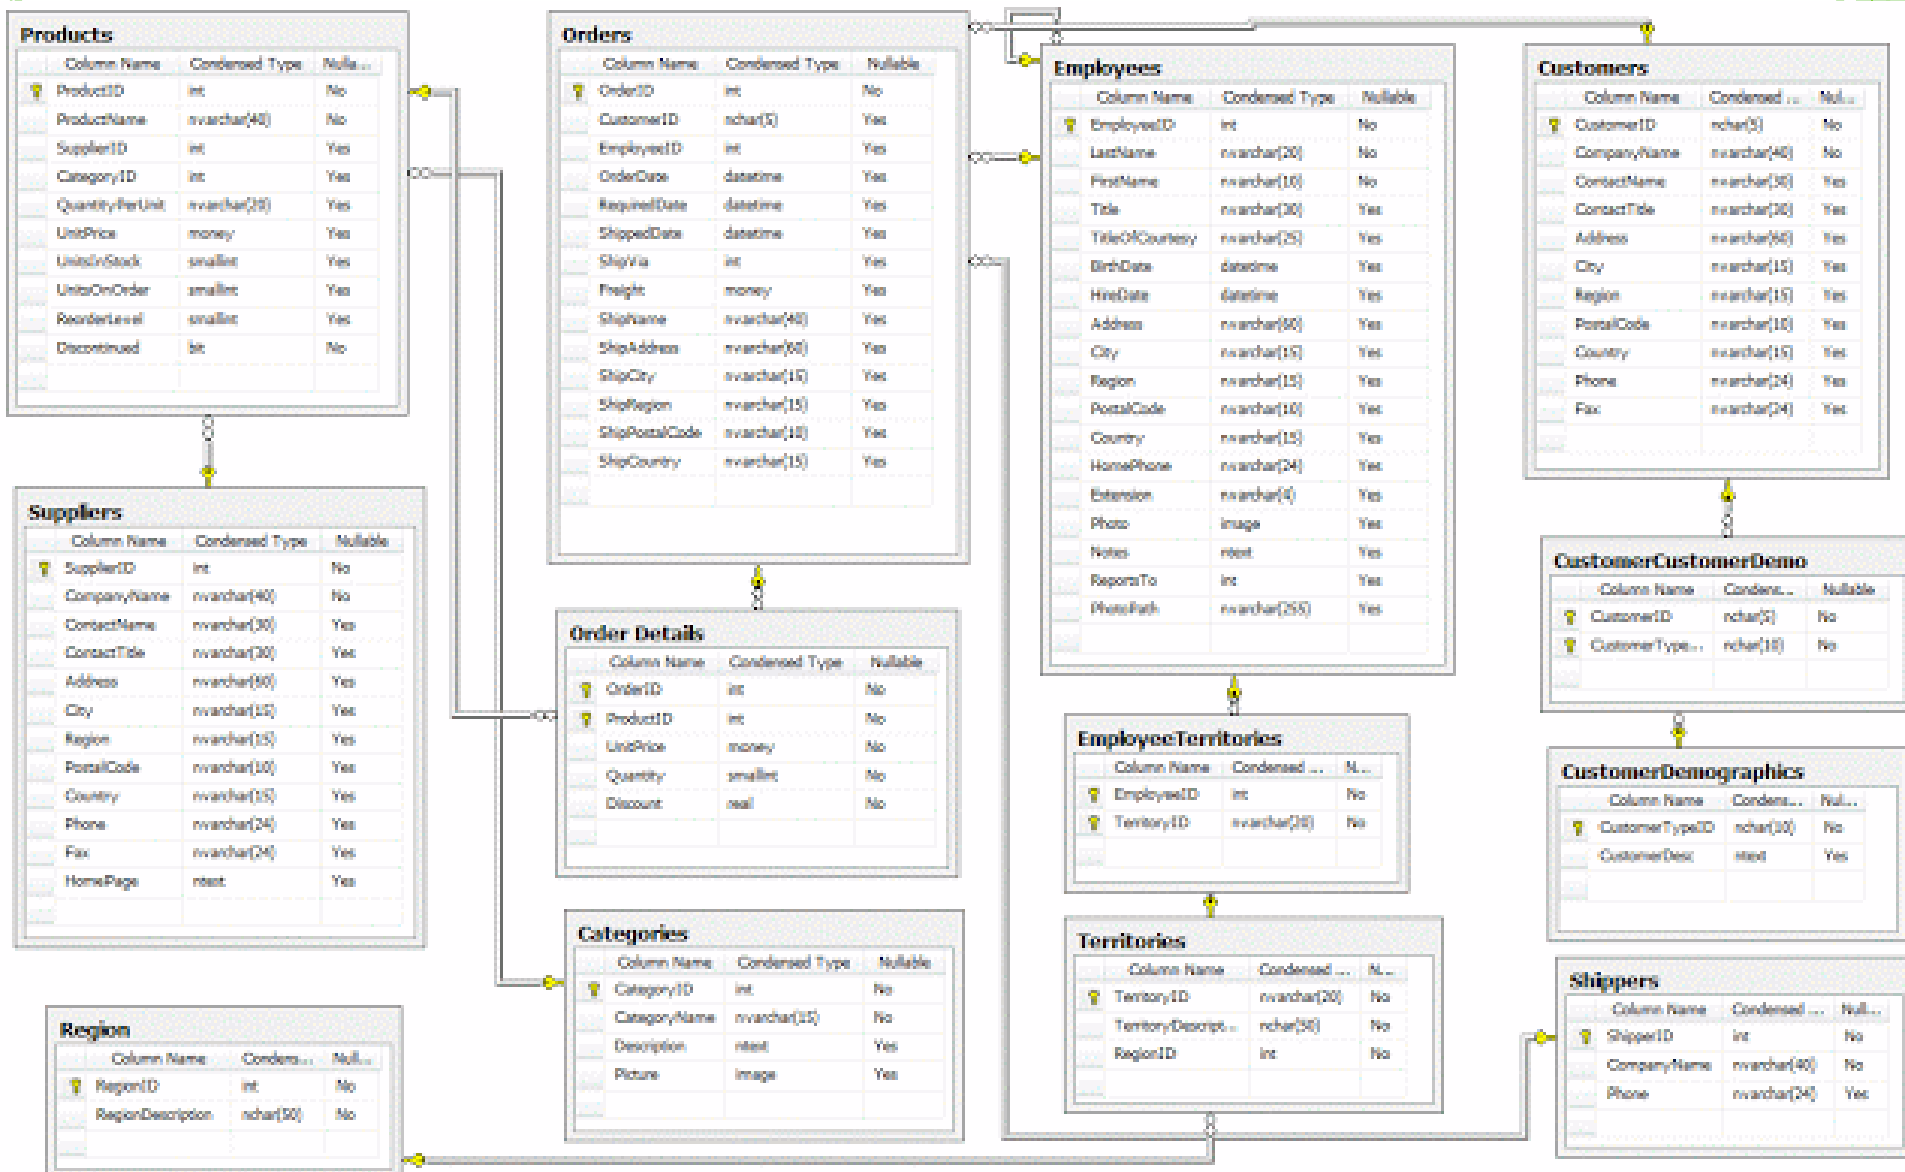 Products
Column Name Condensed Type Nulla...
ProductID int No
ProductName nvarchar(40) No
SupplierID int Yes
CategoryID int Yes
QuantityPerUnit nvarchar(20) Yes
UnitPrice money Yes
UnitsInStock smallint Yes
UnitsOnOrder smallint Yes
ReorderLevel smallint Yes
Discontinued bit No
Suppliers
Column Name Condensed Type Nullable
SupplierID int No
CompanyName nvarchar(40) No
ContactName nvarchar(30) Yes
ContactTitle nvarchar(30) Yes
Address nvarchar(60) Yes
City nvarchar(15) Yes
Region nvarchar(15) Yes
PostalCode nvarchar(10) Yes
Country nvarchar(15) Yes
Phone nvarchar(24) Yes
Fax nvarchar(24) Yes
HomePage ntext Yes
Region
Column Name Condens... Null...
RegionID int No
RegionDescription nchar(50) No
Orders
Column Name Condensed Type Nullable
OrderID int No
CustomerID nchar(5) Yes
EmployeeID int Yes
OrderDate datetime Yes
RequiredDate datetime Yes
ShippedDate datetime Yes
ShipVia int Yes
Freight money Yes
ShipName nvarchar(40) Yes
ShipAddress nvarchar(60) Yes
ShipCity nvarchar(15) Yes
ShipRegion nvarchar(15) Yes
ShipPostalCode nvarchar(10) Yes
ShipCountry nvarchar(15) Yes
Order Details
Column Name Condensed Type Nullable
OrderID int No
ProductID int No
UnitPrice money No
Quantity smallint No
Discount real No
Categories
Column Name Condensed Type Nullable
CategoryID int No
CategoryName nvarchar(15) No
Description ntext Yes
Picture image Yes
Employees
Column Name Condensed Type Nullable
EmployeeID int No
LastName nvarchar(20) No
FirstName nvarchar(10) No
Title nvarchar(30) Yes
TitleOfCourtesy nvarchar(25) Yes
BirthDate datetime Yes
HireDate datetime Yes
Address nvarchar(60) Yes
City nvarchar(15) Yes
Region nvarchar(15) Yes
PostalCode nvarchar(10) Yes
Country nvarchar(15) Yes
HomePhone nvarchar(24) Yes
Extension nvarchar(4) Yes
Photo image Yes
Notes ntext Yes
ReportsTo int Yes
PhotoPath nvarchar(255) Yes
EmployeeTerritories
Column Name Condensed ... N...
EmployeeID int No
TerritoryID nvarchar(20) No
Territories
Column Name Condensed ... N...
TerritoryID nvarchar(20) No
TerritoryDescript... nchar(50) No
RegionID int No
Customers
Column Name Condensed ... Nul...
CustomerID nchar(5) No
CompanyName nvarchar(40) No
ContactName nvarchar(30) Yes
ContactTitle nvarchar(30) Yes
Address nvarchar(60) Yes
City nvarchar(15) Yes
Region nvarchar(15) Yes
PostalCode nvarchar(10) Yes
Country nvarchar(15) Yes
Phone nvarchar(24) Yes
Fax nvarchar(24) Yes
CustomerCustomerDemo
Column Name Condens... Nullable
CustomerID nchar(5) No
CustomerType... nchar(10) No
CustomerDemographics
Column Name Condens... Nul...
CustomerTypeID nchar(10) No
CustomerDesc ntext Yes
Shippers
Column Name Condensed ... Null...
ShipperID int No
CompanyName nvarchar(40) No
Phone nvarchar(24) Yes